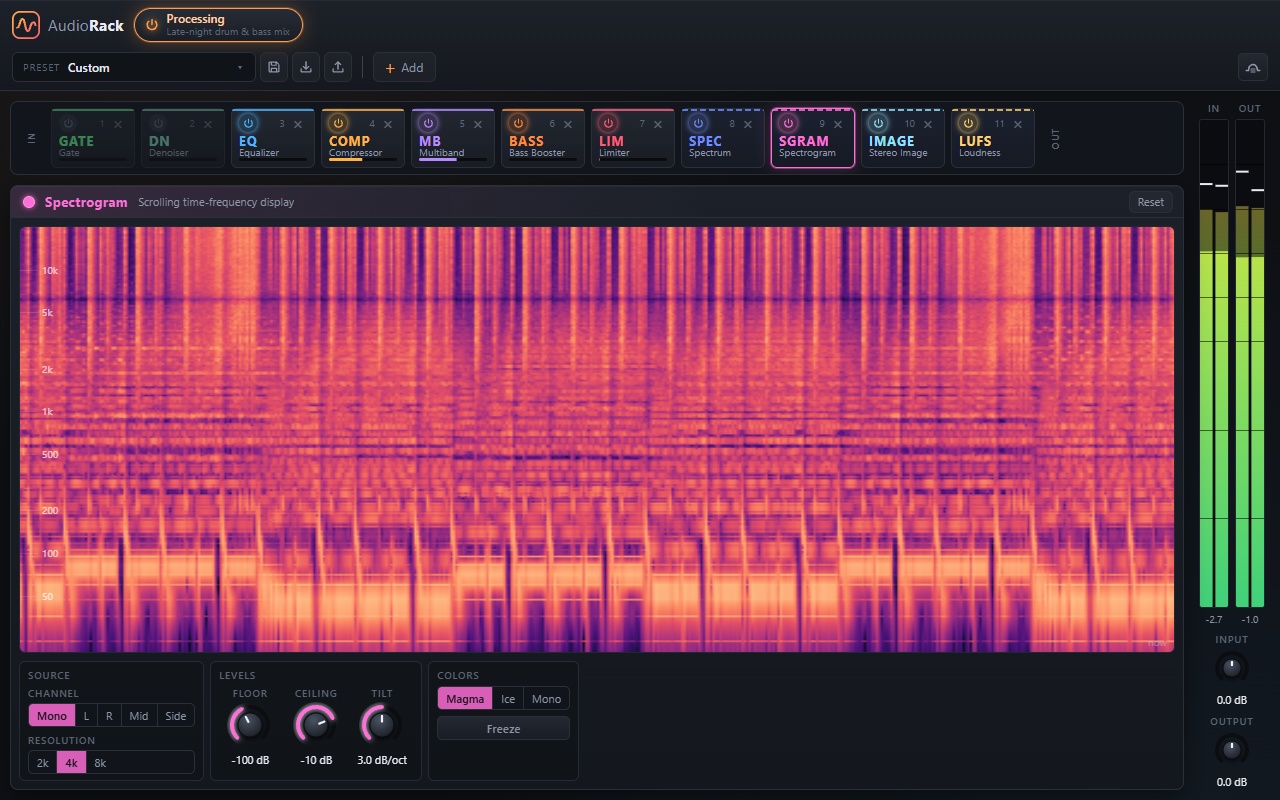 AudioRack
Processing
Late-night drum & bass mix
PRESET Custom
+ Add
IN
1
GATE
Gate
2
DN
Denoiser
3
EQ
Equalizer
4
COMP
Compressor
5
MB
Multiband
6
BASS
Bass Booster
7
LIM
Limiter
8
SPEC
Spectrum
9
SGRAM
Spectrogram
10
IMAGE
Stereo Image
11
LUFS
Loudness
OUT
IN OUT
Spectrogram Scrolling time-frequency display
Reset
10k
5k
2k
1k
500
200
100
50
now
-2.7 -1.0
INPUT
0.0 dB
OUTPUT
0.0 dB
SOURCE
CHANNEL
Mono L R Mid Side
RESOLUTION
2k 4k 8k
LEVELS
FLOOR CEILING TILT
-100 dB -10 dB 3.0 dB/oct
COLORS
Magma Ice Mono
Freeze